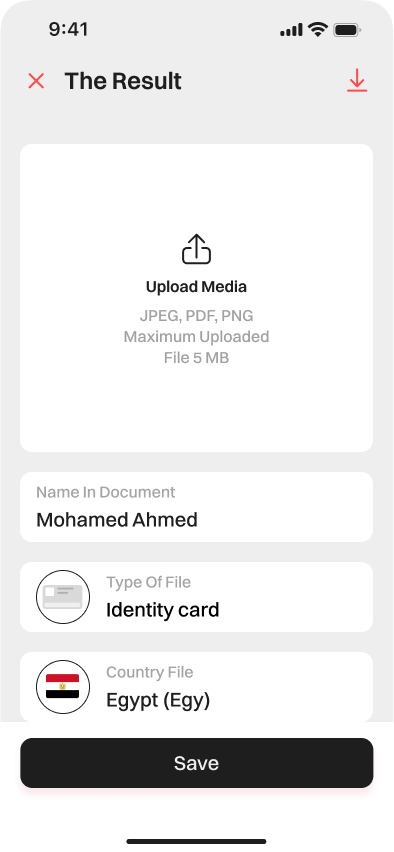 9:41
The Result
Upload Media
JPEG, PDF, PNG
Maximum Uploaded
File 5 MB
Name In Document
Mohamed Ahmed
Type Of File
Identity card
Country File
Egypt (Egy)
Save